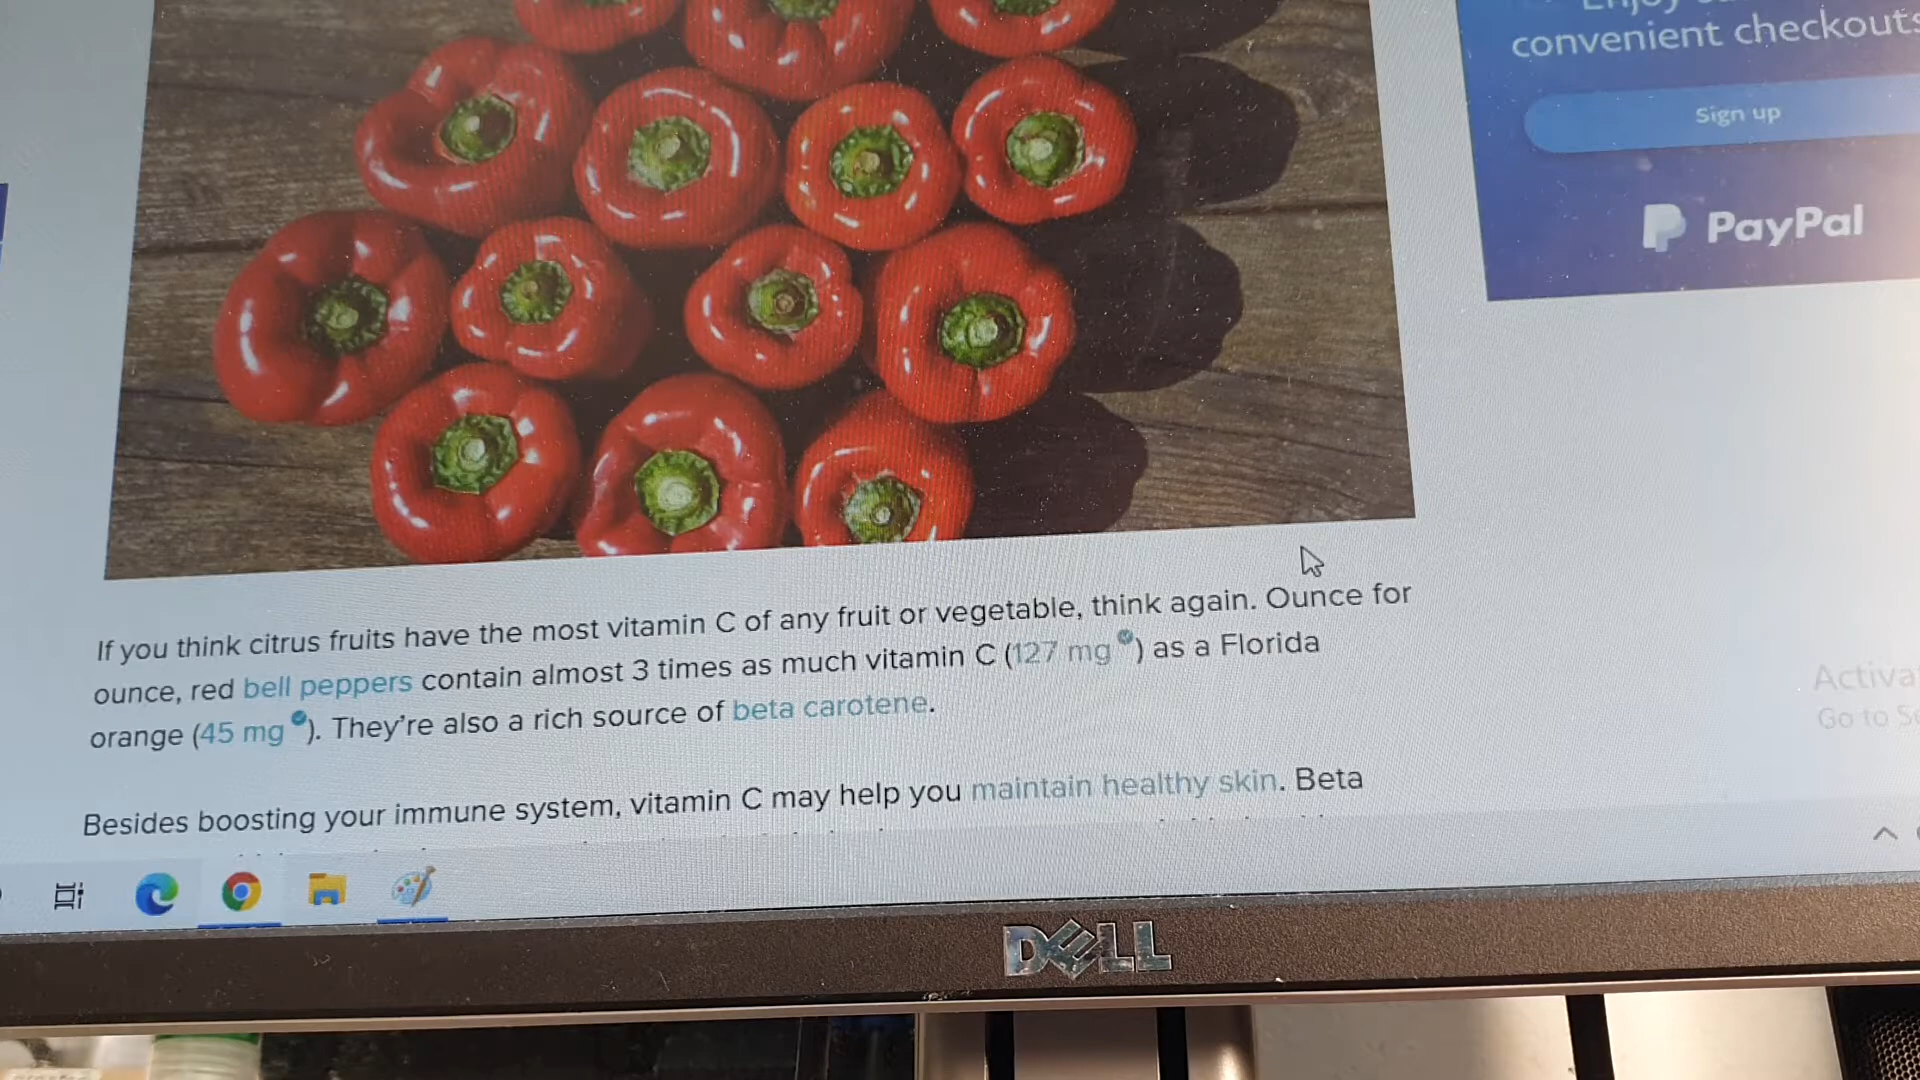 convenient checkouts
Sign up
PayPal
If you think citrus fruits have the most vitamin C of any fruit or vegetable, think again. Ounce for
ounce, red bell peppers contain almost 3 times as much vitamin C (127 mg) as a Florida
orange (45 mg). They're also a rich source of beta carotene.
Besides boosting your immune system, vitamin C may help you maintain healthy skin. Beta
Go to
DELL